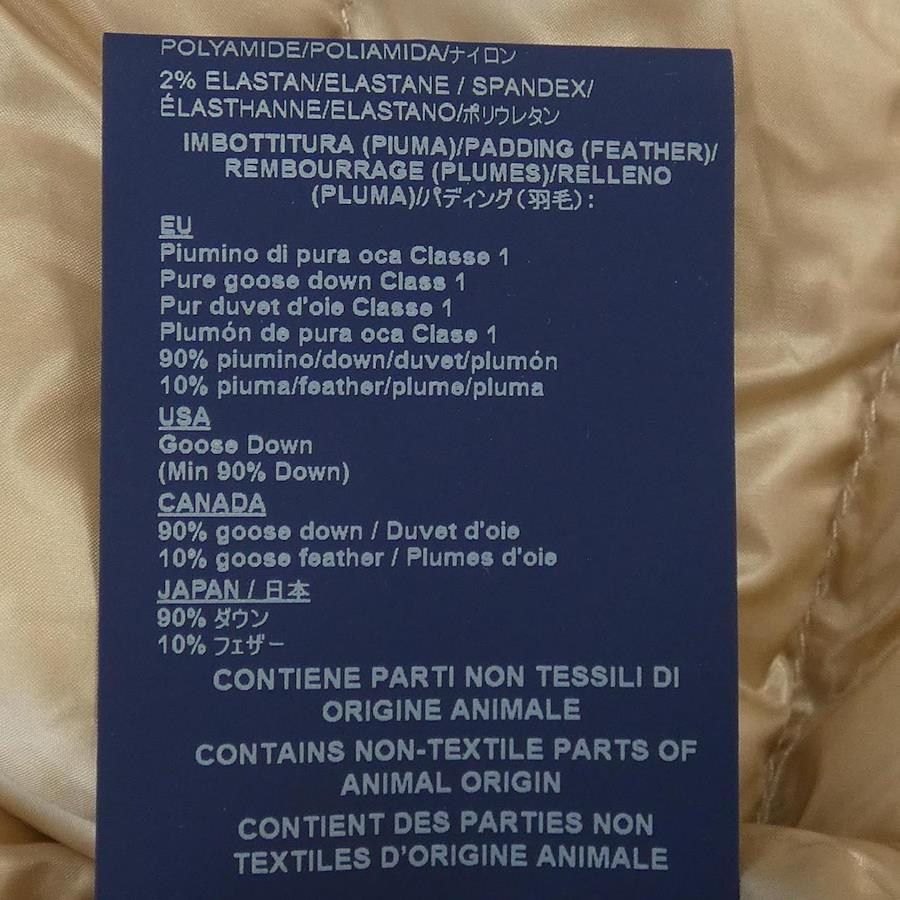 POLYAMIDE/POLIAMIDA/ナイロン
2% ELASTAN/ELASTANE / SPANDEX/
ÉLASTHANNE/ELASTANO/ポリウレタン
IMBOTTITURA (PIUMA)/PADDING (FEATHER)/
REMBOURRAGE (PLUMES)/RELLENO
(PLUMA)/パディング(羽毛):
EU
Piumino di pura oca Classe 1
Pure goose down Class 1
Pur duvet d'oie Classe 1
Plumón de pura oca Clase 1
90% piumino/down/duvet/plumón
10% piuma/feather/plume/pluma
USA
Goose Down
(Min 90% Down)
CANADA
90% goose down / Duvet d'oie
10% goose feather / Plumes d'oie
JAPAN / 日本
90% ダウン
10% フェザー
CONTIENE PARTI NON TESSILI DI
ORIGINE ANIMALE
CONTAINS NON-TEXTILE PARTS OF
ANIMAL ORIGIN
CONTIENT DES PARTIES NON
TEXTILES D'ORIGINE ANIMALE